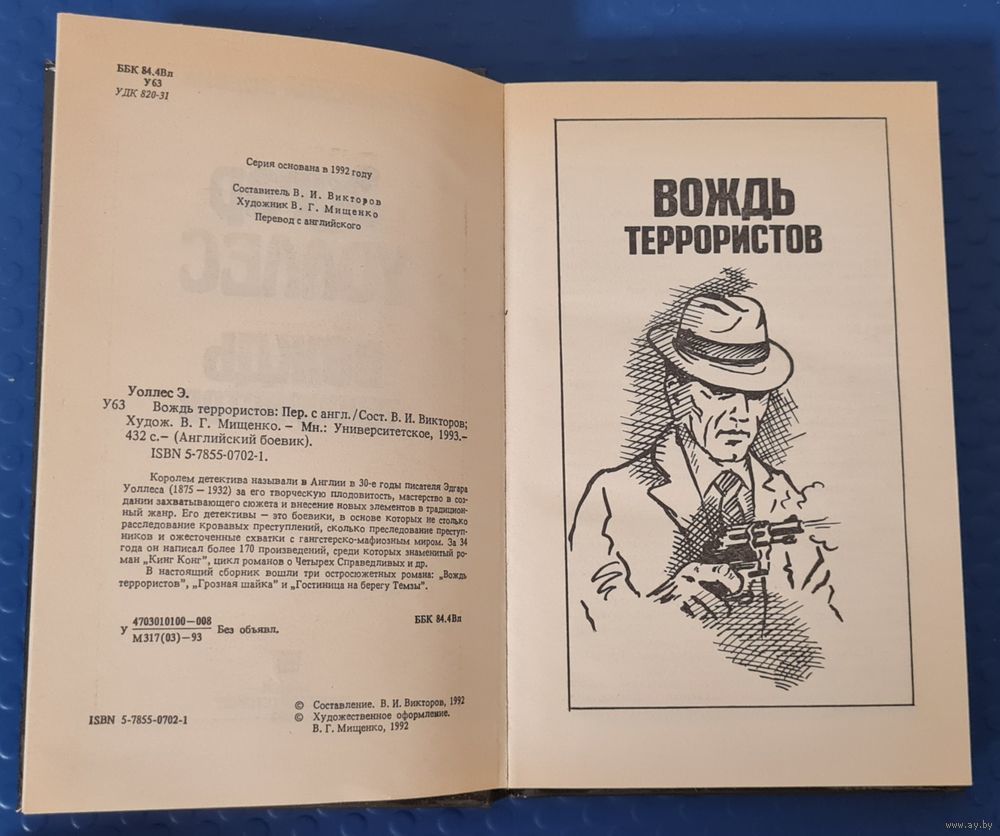 ББК 84.4Вл
У63
УДК 820-31
Серия основана в 1992 году
Составитель В. И. Викторов
Художник В. Г. Мищенко
Перевод с английского
Уоллес Э.
У63 Вождь террористов: Пер. с англ./Сост. В. И. Викторов;
Худож. В. Г. Мищенко.— Мн.: Университетское, 1993.—
432 с.— (Английский боевик).
ISBN 5-7855-0702-1.
Королем детектива называли в Англии в 30-е годы писателя Эдгара
Уоллеса (1875 — 1932) за его творческую плодовитость, мастерство в соз-
дании захватывающего сюжета и внесение новых элементов в традицион-
ный жанр. Его детективы — это боевики, в основе которых не столько
расследование кровавых преступлений, сколько преследование преступ-
ников и ожесточенные схватки с гангстерско-мафиозным миром. За 34
года он написал более 170 произведений, среди которых знаменитый ро-
ман „Кинг Конг", цикл романов о Четырех Справедливых и др.
В настоящий сборник вошли три остросюжетных романа: „Вождь
террористов", „Грозная шайка" и „Гостиница на берегу Темзы".
У 4703010100—008
М317(03)—93 Без объявл.
ББК 84.4Вл
ISBN 5-7855-0702-1
© Составление. В. И. Викторов, 1992
© Художественное оформление.
В. Г. Мищенко, 1992
ВОЖДЬ
ТЕРРОРИСТОВ
www.ay.by